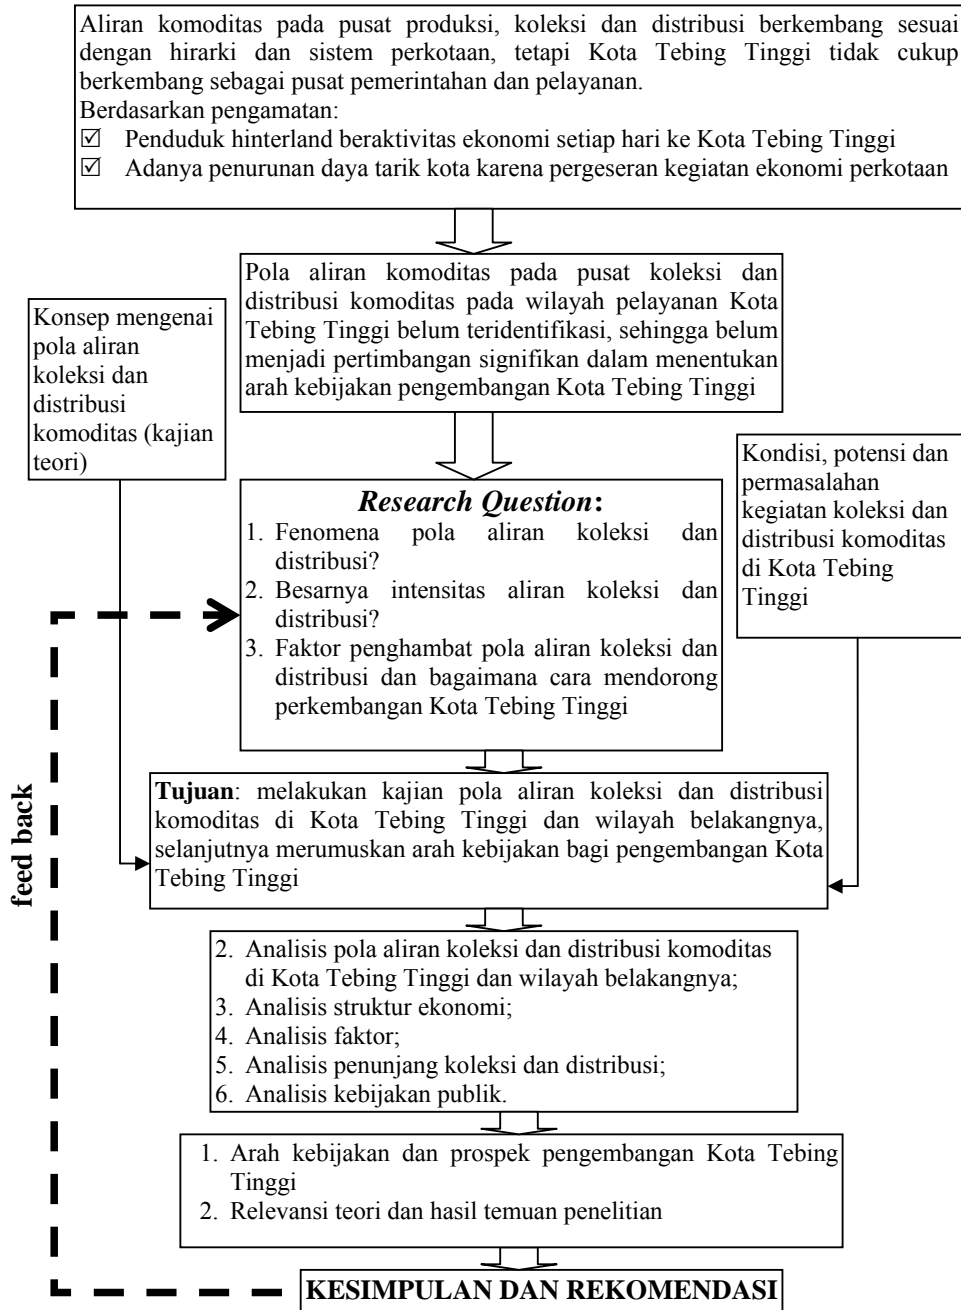 Aliran komoditas pada pusat produksi, koleksi dan distribusi berkembang sesuai
dengan hirarki dan sistem perkotaan, tetapi Kota Tebing Tinggi tidak cukup
berkembang sebagai pusat pemerintahan dan pelayanan.
Berdasarkan pengamatan:
☑ Penduduk hinterland beraktivitas ekonomi setiap hari ke Kota Tebing Tinggi
☑ Adanya penurunan daya tarik kota karena pergeseran kegiatan ekonomi perkotaan
Pola aliran komoditas pada pusat koleksi dan
distribusi komoditas pada wilayah pelayanan Kota
Tebing Tinggi belum teridentifikasi, sehingga belum
menjadi pertimbangan signifikan dalam menentukan
arah kebijakan pengembangan Kota Tebing Tinggi
Konsep mengenai
pola aliran
koleksi dan
distribusi
komoditas (kajian
teori)
Kondisi, potensi dan
permasalahan
kegiatan koleksi dan
distribusi komoditas
di Kota Tebing
Tinggi
Research Question:
1. Fenomena pola aliran koleksi dan
distribusi?
2. Besarnya intensitas aliran koleksi dan
distribusi?
3. Faktor penghambat pola aliran koleksi dan
distribusi dan bagaimana cara mendorong
perkembangan Kota Tebing Tinggi
Tujuan: melakukan kajian pola aliran koleksi dan distribusi
komoditas di Kota Tebing Tinggi dan wilayah belakangnya,
selanjutnya merumuskan arah kebijakan bagi pengembangan Kota
Tebing Tinggi
feed back
2. Analisis pola aliran koleksi dan distribusi komoditas
di Kota Tebing Tinggi dan wilayah belakangnya;
3. Analisis struktur ekonomi;
4. Analisis faktor;
5. Analisis penunjang koleksi dan distribusi;
6. Analisis kebijakan publik.
1. Arah kebijakan dan prospek pengembangan Kota Tebing
Tinggi
2. Relevansi teori dan hasil temuan penelitian
KESIMPULAN DAN REKOMENDASI